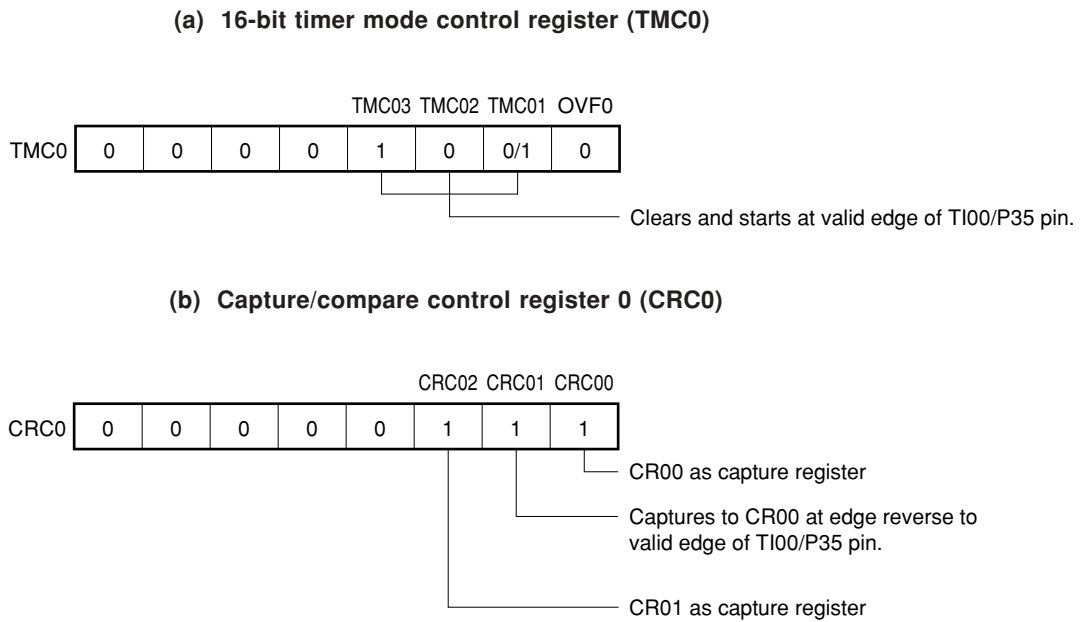 (a) 16-bit timer mode control register (TMC0)
TMC03 TMC02 TMC01 OVF0
TMC0 0 0 0 0 1 0 0/1 0
Clears and starts at valid edge of TI00/P35 pin.
(b) Capture/compare control register 0 (CRC0)
CRC02 CRC01 CRC00
CRC0 0 0 0 0 0 1 1 1
CR00 as capture register
Captures to CR00 at edge reverse to
valid edge of TI00/P35 pin.
CR01 as capture register